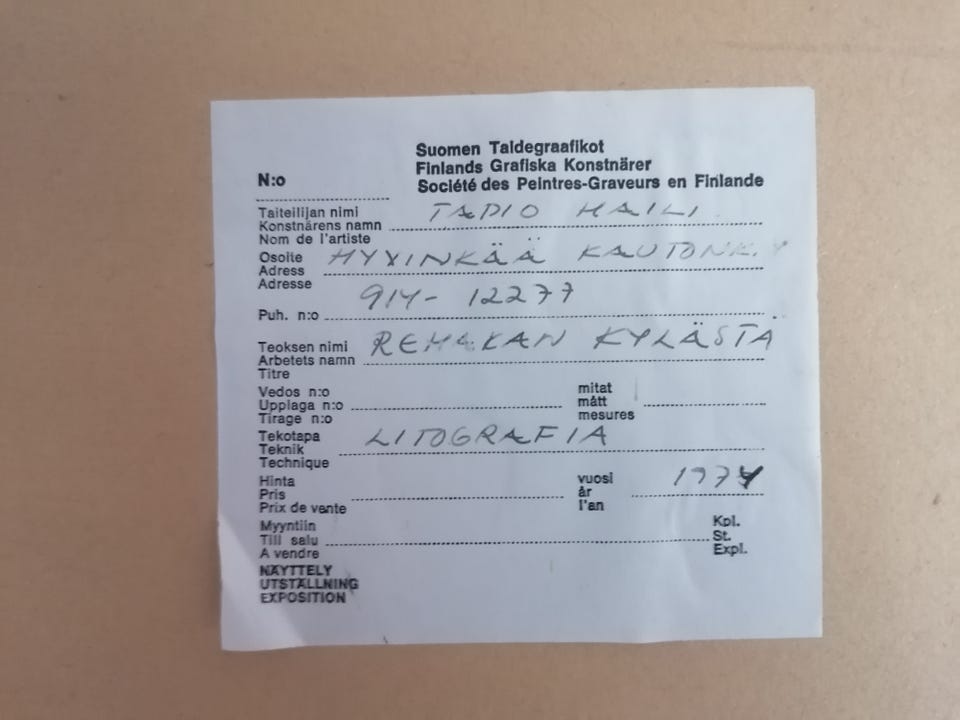 Suomen Taidegraafikot
Finlands Grafiska Konstnärer
N:o Société des Peintres-Graveurs en Finlande
Taiteilijan nimi TAPIO HAILI
Konstnärens namn
Nom de l'artiste
Osoite HYVINKÄÄ
Adress
Adresse
914-12277
Puh. n:o
Teoksen nimi REMAKAN KYLÄSTÄ
Arbetets namn
Titre
Vedos n:o mitat
Upplaga n:o mått
Tirage n:o mesures
Tekotapa LITOGRAFIA
Teknik
Technique
Hinta vuosi 1974
Pris år
Prix de vente l'an
Myyntiin Kpl.
Till salu St.
A vendre Expl.
NÄYTTELY
UTSTÄLLNING
EXPOSITION